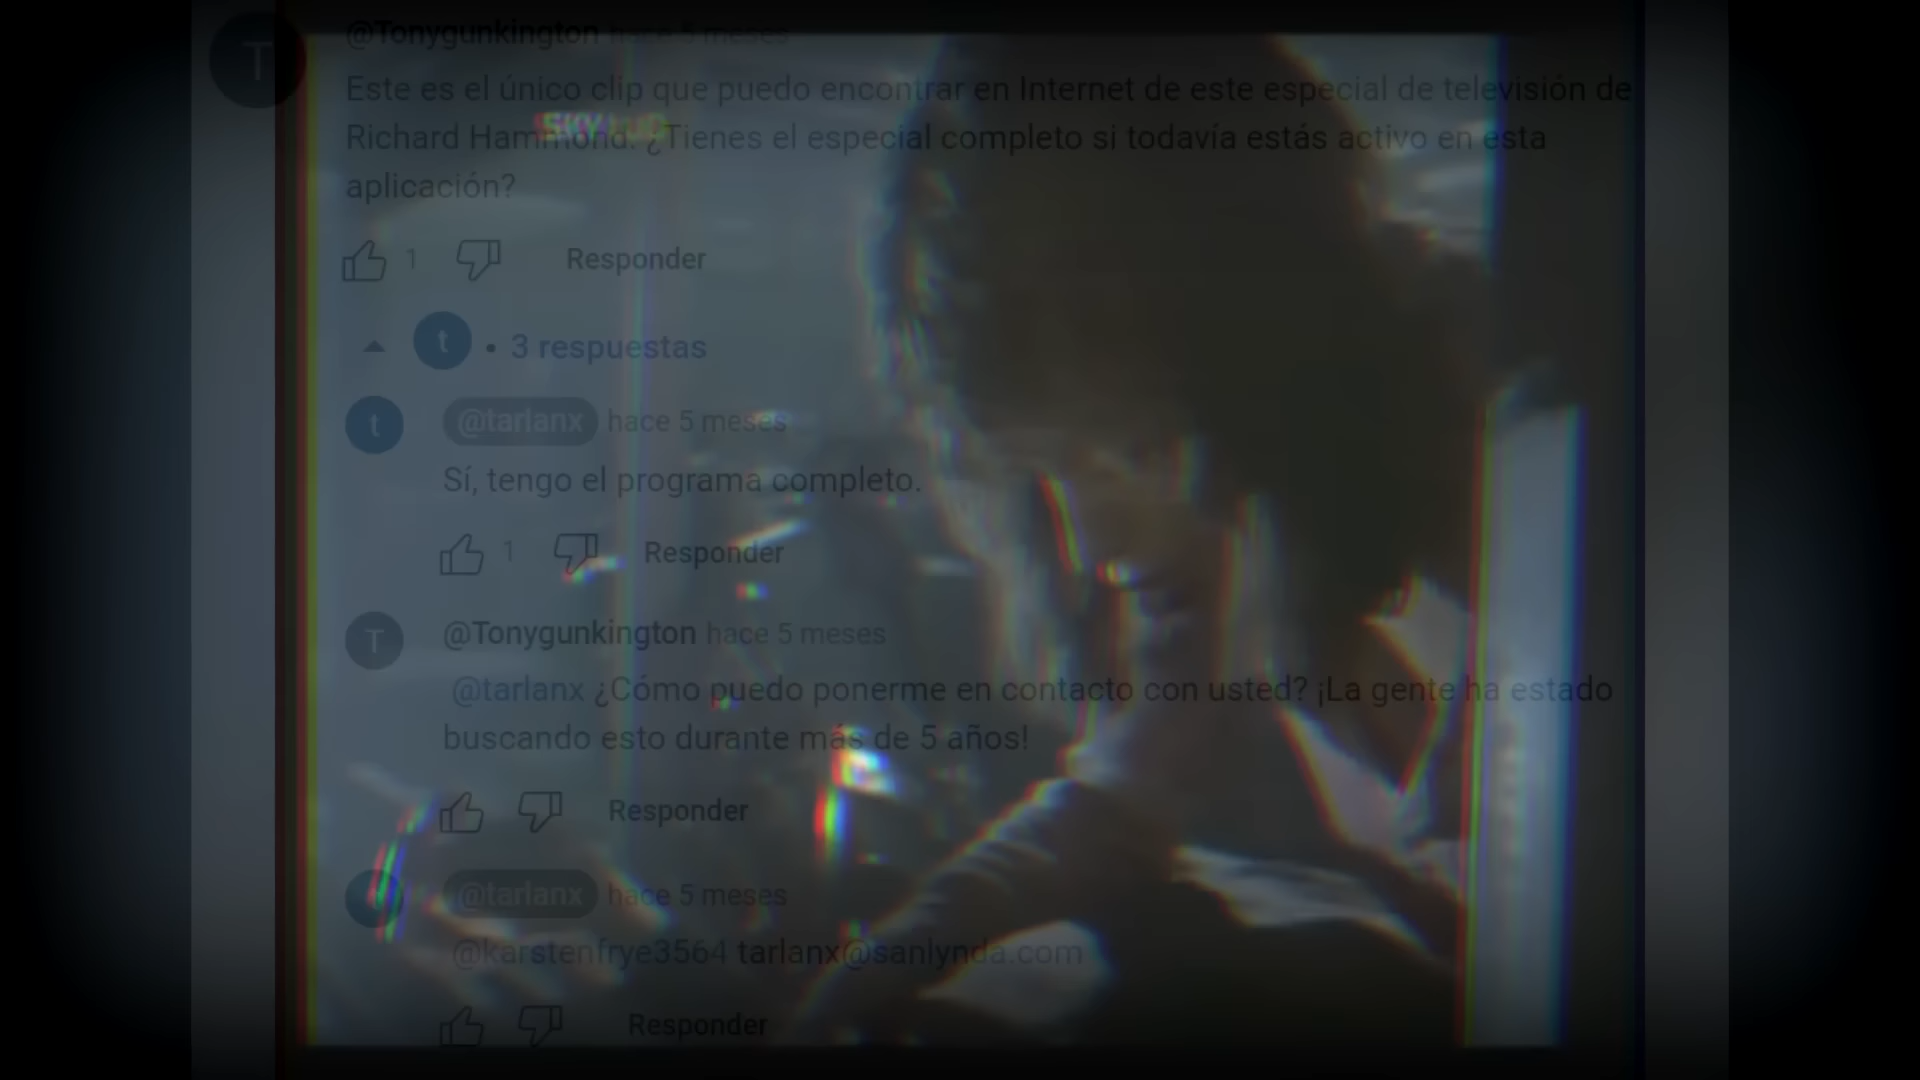 T
@Tonygunkington hace 5 meses
Este es el único clip que puedo encontrar en Internet de este especial de televisión de
Richard Hammond. ¿Tienes el especial completo si todavía estás activo en esta
aplicación?
1 Responder
t • 3 respuestas
t @tarlanx hace 5 meses
Sí, tengo el programa completo.
1 Responder
T @Tonygunkington hace 5 meses
@tarlanx ¿Cómo puedo ponerme en contacto con usted? ¡La gente ha estado
buscando esto durante más de 5 años!
Responder
@tarlanx hace 5 meses
@karstenfrye3564 tarlanx@sanlynda.com
Responder